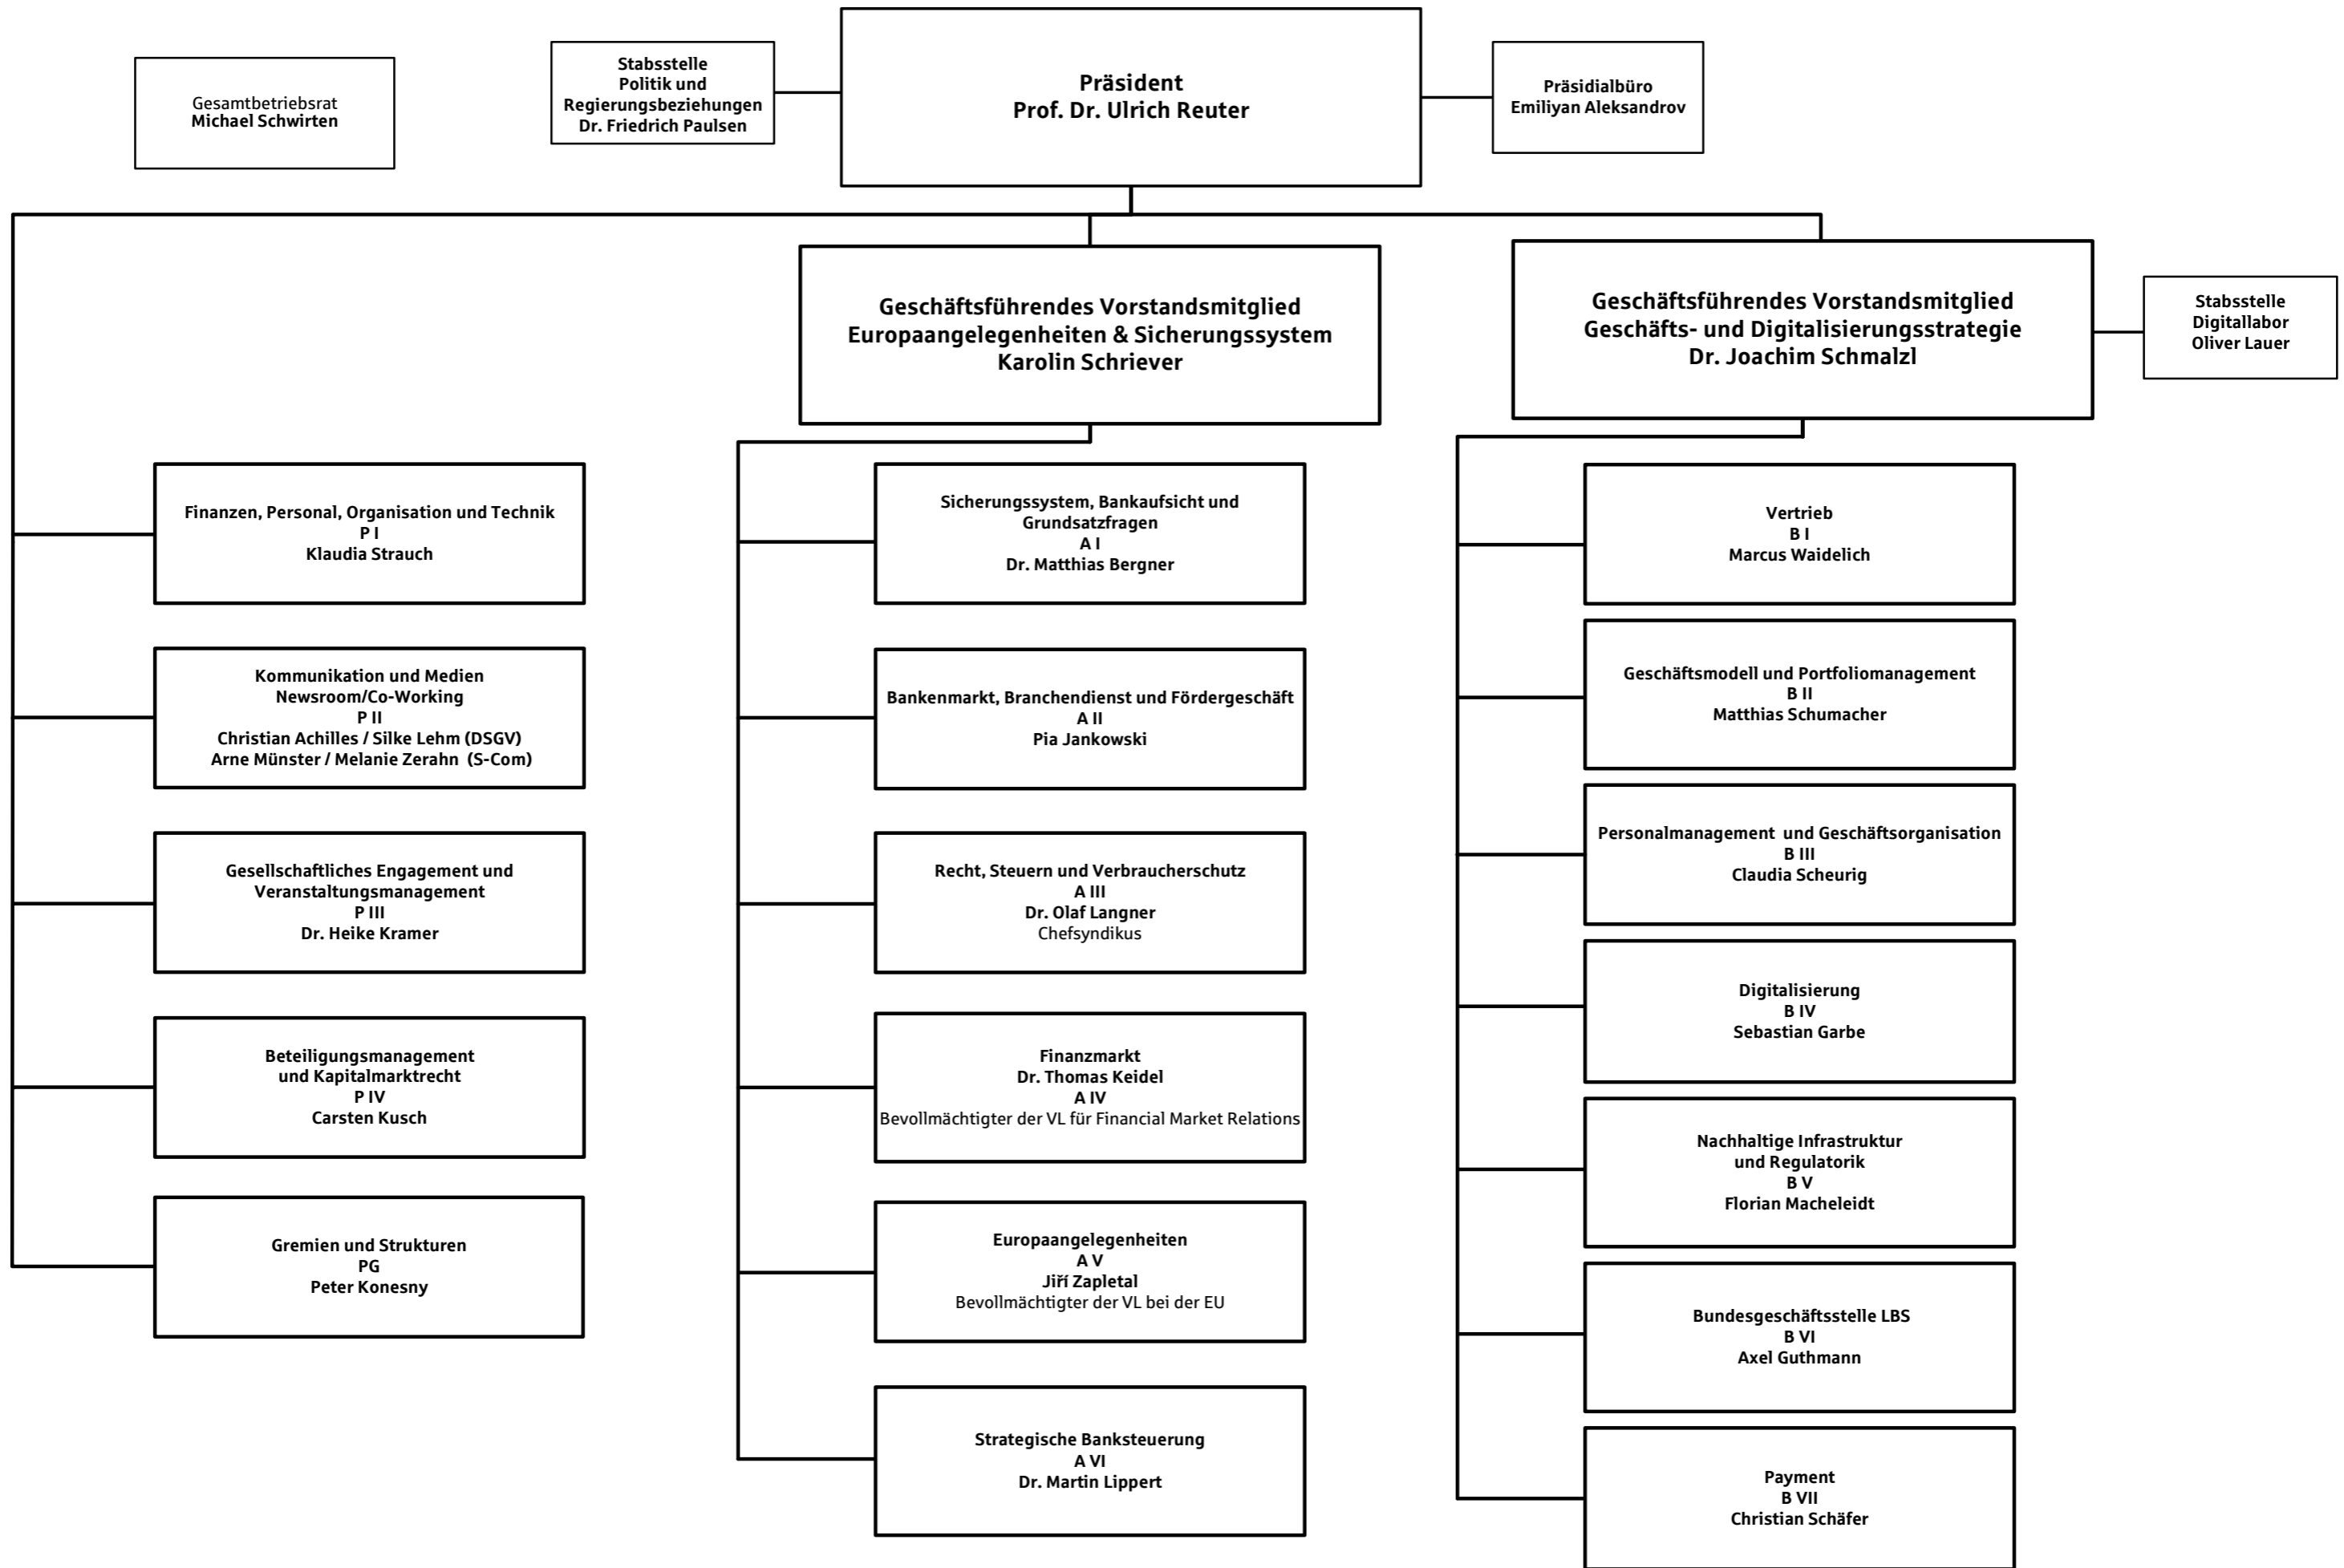 Gesamtbetriebsrat
Michael Schwirten
Stabsstelle
Politik und
Regierungsbeziehungen
Dr. Friedrich Paulsen
Präsident
Prof. Dr. Ulrich Reuter
Präsidialbüro
Emiliyan Aleksandrov
Geschäftsführendes Vorstandsmitglied
Europaangelegenheiten & Sicherungssystem
Karolin Schriever
Geschäftsführendes Vorstandsmitglied
Geschäfts- und Digitalisierungsstrategie
Dr. Joachim Schmalzl
Stabsstelle
Digitallabor
Oliver Lauer
Finanzen, Personal, Organisation und Technik
P I
Klaudia Strauch
Kommunikation und Medien
Newsroom/Co-Working
P II
Christian Achilles / Silke Lehm (DSGV)
Arne Münster / Melanie Zerahn (S-Com)
Gesellschaftliches Engagement und
Veranstaltungsmanagement
P III
Dr. Heike Kramer
Beteiligungsmanagement
und Kapitalmarktrecht
P IV
Carsten Kusch
Gremien und Strukturen
PG
Peter Konesny
Sicherungssystem, Bankaufsicht und
Grundsatzfragen
A I
Dr. Matthias Bergner
Bankenmarkt, Branchendienst und Fördergeschäft
A II
Pia Jankowski
Recht, Steuern und Verbraucherschutz
A III
Dr. Olaf Langner
Chefsyndikus
Finanzmarkt
Dr. Thomas Keidel
A IV
Bevollmächtigter der VL für Financial Market Relations
Europaangelegenheiten
A V
Jiří Zapletal
Bevollmächtigter der VL bei der EU
Strategische Banksteuerung
A VI
Dr. Martin Lippert
Vertrieb
B I
Marcus Waidelich
Geschäftsmodell und Portfoliomanagement
B II
Matthias Schumacher
Personalmanagement und Geschäftsorganisation
B III
Claudia Scheurig
Digitalisierung
B IV
Sebastian Garbe
Nachhaltige Infrastruktur
und Regulatorik
B V
Florian Macheleidt
Bundesgeschäftsstelle LBS
B VI
Axel Guthmann
Payment
B VII
Christian Schäfer